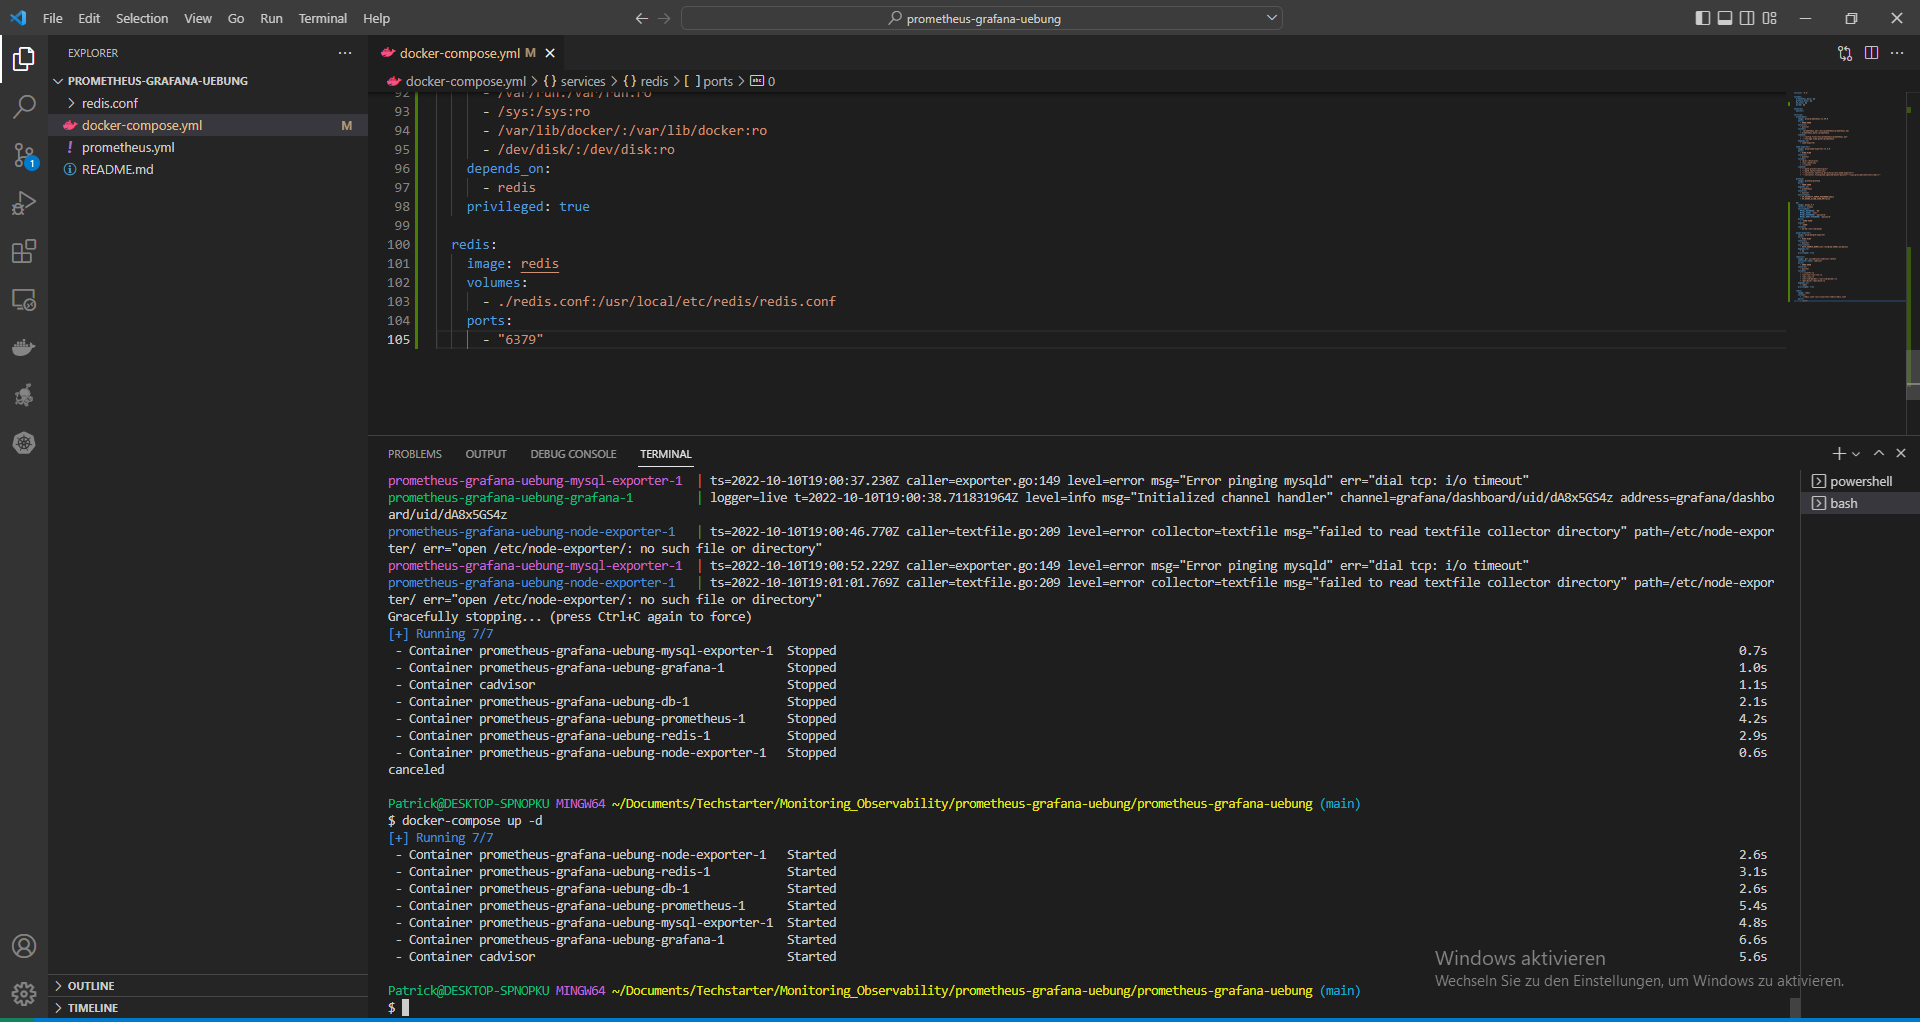 File Edit Selection View Go Run Terminal Help
prometheus-grafana-uebung
EXPLORER
PROMETHEUS-GRAFANA-UEBUNG
redis.conf
docker-compose.yml M
! prometheus.yml
README.md
1
OUTLINE
TIMELINE
docker-compose.yml M
docker-compose.yml > {} services > {} redis > [ ] ports > abc 0
92 - /var/run:/var/run:ro
93 - /sys:/sys:ro
94 - /var/lib/docker/:/var/lib/docker:ro
95 - /dev/disk/:/dev/disk:ro
96 depends_on:
97 - redis
98 privileged: true
99
100 redis:
101 image: redis
102 volumes:
103 - ./redis.conf:/usr/local/etc/redis/redis.conf
104 ports:
105 - "6379"
PROBLEMS OUTPUT DEBUG CONSOLE TERMINAL
powershell
bash
prometheus-grafana-uebung-mysql-exporter-1 | ts=2022-10-10T19:00:37.230Z caller=exporter.go:149 level=error msg="Error pinging mysqld" err="dial tcp: i/o timeout"
prometheus-grafana-uebung-grafana-1 | logger=live t=2022-10-10T19:00:38.711831964Z level=info msg="Initialized channel handler" channel=grafana/dashboard/uid/dA8x5GS4z address=grafana/dashbo
ard/uid/dA8x5GS4z
prometheus-grafana-uebung-node-exporter-1 | ts=2022-10-10T19:00:46.770Z caller=textfile.go:209 level=error collector=textfile msg="failed to read textfile collector directory" path=/etc/node-expor
ter/ err="open /etc/node-exporter/: no such file or directory"
prometheus-grafana-uebung-mysql-exporter-1 | ts=2022-10-10T19:00:52.229Z caller=exporter.go:149 level=error msg="Error pinging mysqld" err="dial tcp: i/o timeout"
prometheus-grafana-uebung-node-exporter-1 | ts=2022-10-10T19:01:01.769Z caller=textfile.go:209 level=error collector=textfile msg="failed to read textfile collector directory" path=/etc/node-expor
ter/ err="open /etc/node-exporter/: no such file or directory"
Gracefully stopping... (press Ctrl+C again to force)
[+] Running 7/7
- Container prometheus-grafana-uebung-mysql-exporter-1 Stopped 0.7s
- Container prometheus-grafana-uebung-grafana-1 Stopped 1.0s
- Container cadvisor Stopped 1.1s
- Container prometheus-grafana-uebung-db-1 Stopped 2.1s
- Container prometheus-grafana-uebung-prometheus-1 Stopped 4.2s
- Container prometheus-grafana-uebung-redis-1 Stopped 2.9s
- Container prometheus-grafana-uebung-node-exporter-1 Stopped 0.6s
canceled
Patrick@DESKTOP-SPNOPKU MINGW64 ~/Documents/Techstarter/Monitoring_Observability/prometheus-grafana-uebung/prometheus-grafana-uebung (main)
$ docker-compose up -d
[+] Running 7/7
- Container prometheus-grafana-uebung-node-exporter-1 Started 2.6s
- Container prometheus-grafana-uebung-redis-1 Started 3.1s
- Container prometheus-grafana-uebung-db-1 Started 2.6s
- Container prometheus-grafana-uebung-prometheus-1 Started 5.4s
- Container prometheus-grafana-uebung-mysql-exporter-1 Started 4.8s
- Container prometheus-grafana-uebung-grafana-1 Started 6.6s
- Container cadvisor Started 5.6s
Patrick@DESKTOP-SPNOPKU MINGW64 ~/Documents/Techstarter/Monitoring_Observability/prometheus-grafana-uebung/prometheus-grafana-uebung (main)
$
Windows aktivieren
Wechseln Sie zu den Einstellungen, um Windows zu aktivieren.